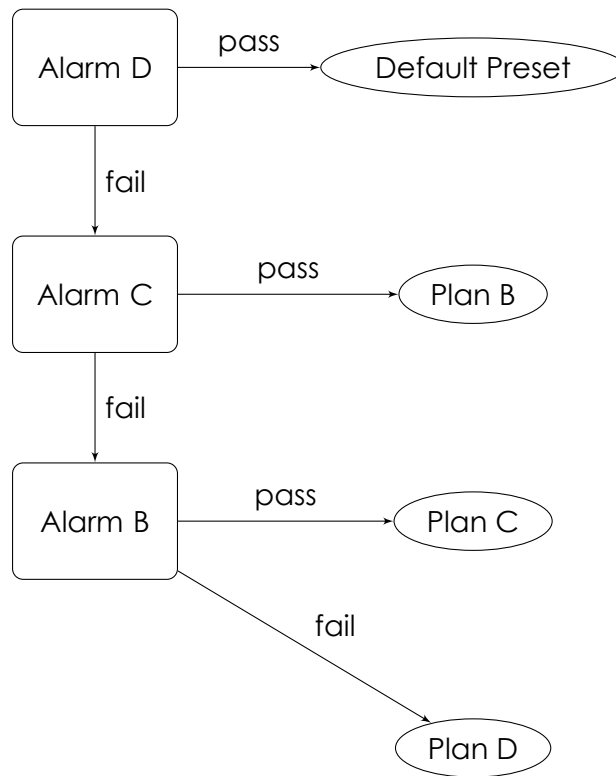 pass
Alarm D
Default Preset
fail
pass
Alarm C
Plan B
fail
pass
Alarm B
Plan C
fail
Plan D